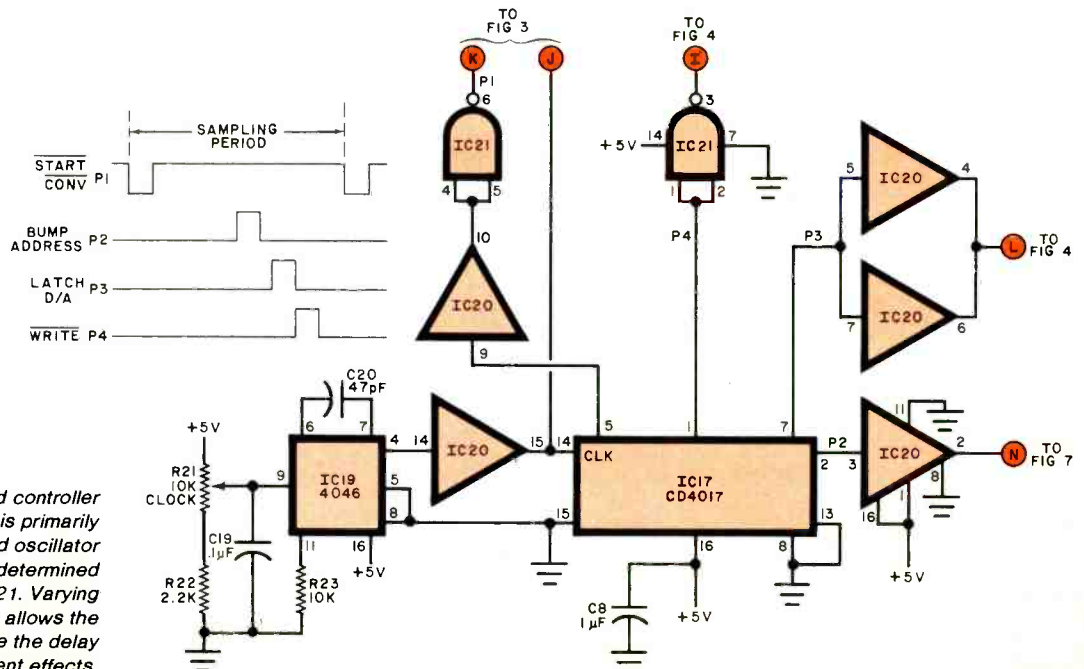 TO
FIG 3
K
J
P1
6
IC21
4
5
10
IC20
9
TO
FIG 4
I
3
14
+5V
IC21
7
1
2
P4
P3
5
IC20
4
7
IC20
6
L
TO
FIG 4
SAMPLING
PERIOD
START
CONV P1
BUMP
ADDRESS P2
LATCH
D/A P3
WRITE P4
C20
47pF
6
7
+5V
R21
10K
CLOCK
9
IC19
4046
4
5
8
11
16
+5V
C19
.1µF
R22
2.2K
R23
10K
14
IC20
15
14
CLK
5
1
7
IC17
CD4017
15
16
8
13
2
P2
3
IC20
11
2
N
TO
FIG 7
16
1
8
+5V
C8
1µF
+5V
d controller
is primarily
d oscillator
determined
21. Varying
allows the
e the delay
ent effects.